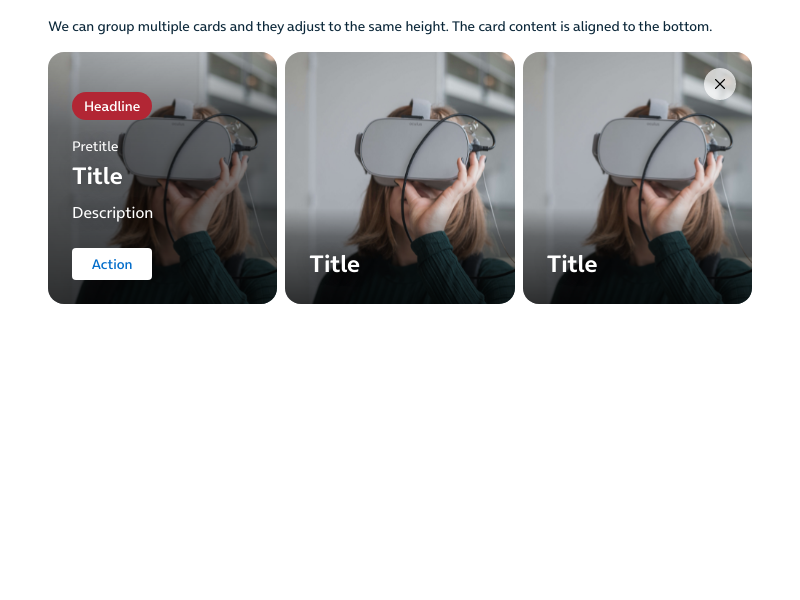 We can group multiple cards and they adjust to the same height. The card content is aligned to the bottom.
Headline
Pretitle
Title
Description
Action
Title
Title